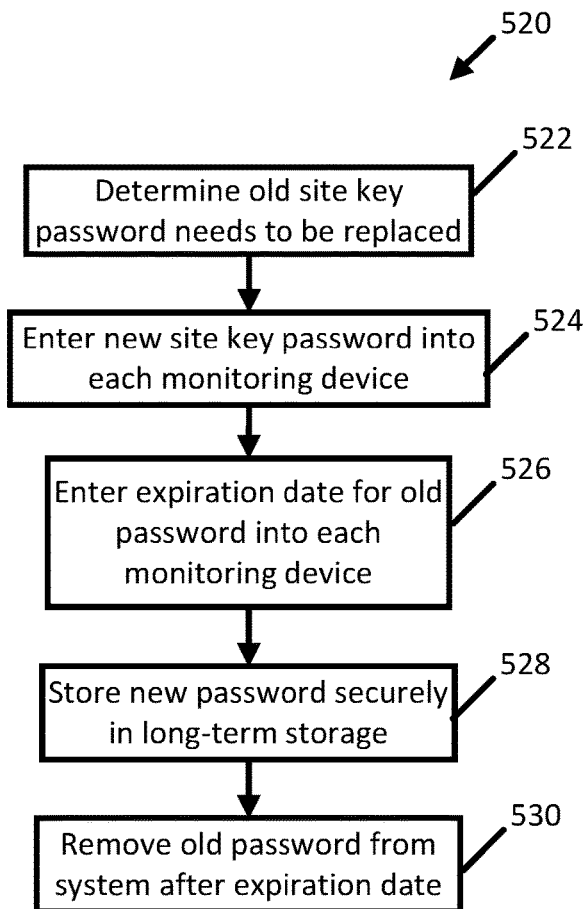 520
522
Determine old site key
password needs to be replaced
524
Enter new site key password into
each monitoring device
526
Enter expiration date for old
password into each
monitoring device
528
Store new password securely
in long-term storage
530
Remove old password from
system after expiration date